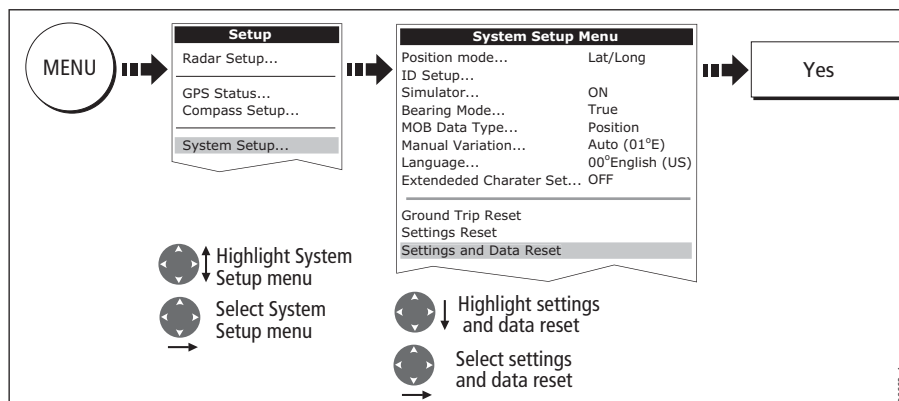 MENU
Setup
Radar Setup...
GPS Status...
Compass Setup...
System Setup...
Highlight System
Setup menu
Select System
Setup menu
System Setup Menu
Position mode... Lat/Long
ID Setup...
Simulator... ON
Bearing Mode... True
MOB Data Type... Position
Manual Variation... Auto (01°E)
Language... 00°English (US)
Extendeded Charater Set... OFF
Ground Trip Reset
Settings Reset
Settings and Data Reset
Highlight settings
and data reset
Select settings
and data reset
Yes